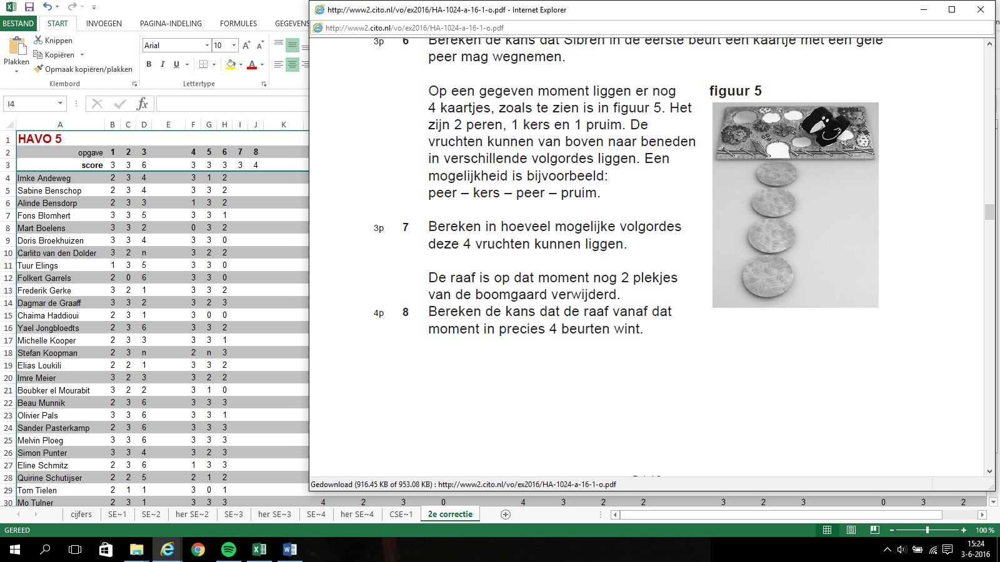 BESTAND START INVOEGEN PAGINA-INDELING FORMULES GEGEVENS
Plakken
Knippen
Kopiëren
Opmaak kopiëren/plakken
Klembord
Arial 10
B I U
Lettertype
I4
fx
A B C D E F G H I J K
1 HAVO 5
2 opgave 1 2 3 4 5 6 7 8
3 score 3 3 6 3 3 3 3 4
4 Imke Andeweg 2 3 4 3 1 2
5 Sabine Benschop 2 3 4 3 3 2
6 Alinde Bensdorp 2 3 3 1 3 2
7 Fons Blomhert 3 3 5 3 3 1
8 Mart Boelens 3 3 2 0 3 2
9 Doris Broekhuizen 3 3 4 3 3 0
10 Carlito van den Dolder 3 2 n 3 2 2
11 Tuur Elings 1 3 5 3 3 0
12 Folkert Garrels 2 0 6 3 3 0
13 Frederik Gerke 3 2 1 3 3 2
14 Dagmar de Graaff 3 3 2 3 2 3
15 Chaima Haddioui 2 3 1 3 0 0
16 Yael Jongbloedts 2 3 6 3 3 2
17 Michelle Kooper 2 3 3 3 3 1
18 Stefan Koopman 2 3 n 2 n 3
19 Elias Loukili 2 2 1 3 3 2
20 Imre Meier 3 2 3 3 2 2
21 Boubker el Mourabit 3 2 2 3 1 0
22 Beau Munnik 2 3 6 3 3 3
23 Olivier Pals 3 3 6 3 3 1
24 Sander Pasterkamp 2 3 6 3 3 3
25 Melvin Ploeg 3 3 6 3 3 3
26 Simon Punter 3 3 4 3 2 3
27 Eline Schmitz 2 3 6 1 3 3
28 Quirine Schutijser 2 2 5 2 1 2
29 Tom Tielen 2 1 1 3 0 1
30 Mo Tulner 2 3 1 3 3 3 4 2 3 0 4 3 2 2 3 2 3 0 3 2
http://www2.cito.nl/vo/ex2016/HA-1024-a-16-1-o.pdf - Internet Explorer
http://www2.cito.nl/vo/ex2016/HA-1024-a-16-1-o.pdf
3p 6 Bereken de kans dat Sibren in de eerste beurt een kaartje met een gele
peer mag wegnemen.
Op een gegeven moment liggen er nog
4 kaartjes, zoals te zien is in figuur 5. Het
zijn 2 peren, 1 kers en 1 pruim. De
vruchten kunnen van boven naar beneden
in verschillende volgordes liggen. Een
mogelijkheid is bijvoorbeeld:
peer – kers – peer – pruim.
figuur 5
3p 7 Bereken in hoeveel mogelijke volgordes
deze 4 vruchten kunnen liggen.
De raaf is op dat moment nog 2 plekjes
van de boomgaard verwijderd.
4p 8 Bereken de kans dat de raaf vanaf dat
moment in precies 4 beurten wint.
Gedownload (916.45 KB of 953.08 KB) : http://www2.cito.nl/vo/ex2016/HA-1024-a-16-1-o.pdf
cijfers SE~1 SE~2 her SE~2 SE~3 her SE~3 SE~4 her SE~4 CSE~1 2e correctie
GEREED
100 %
15:24
3-6-2016